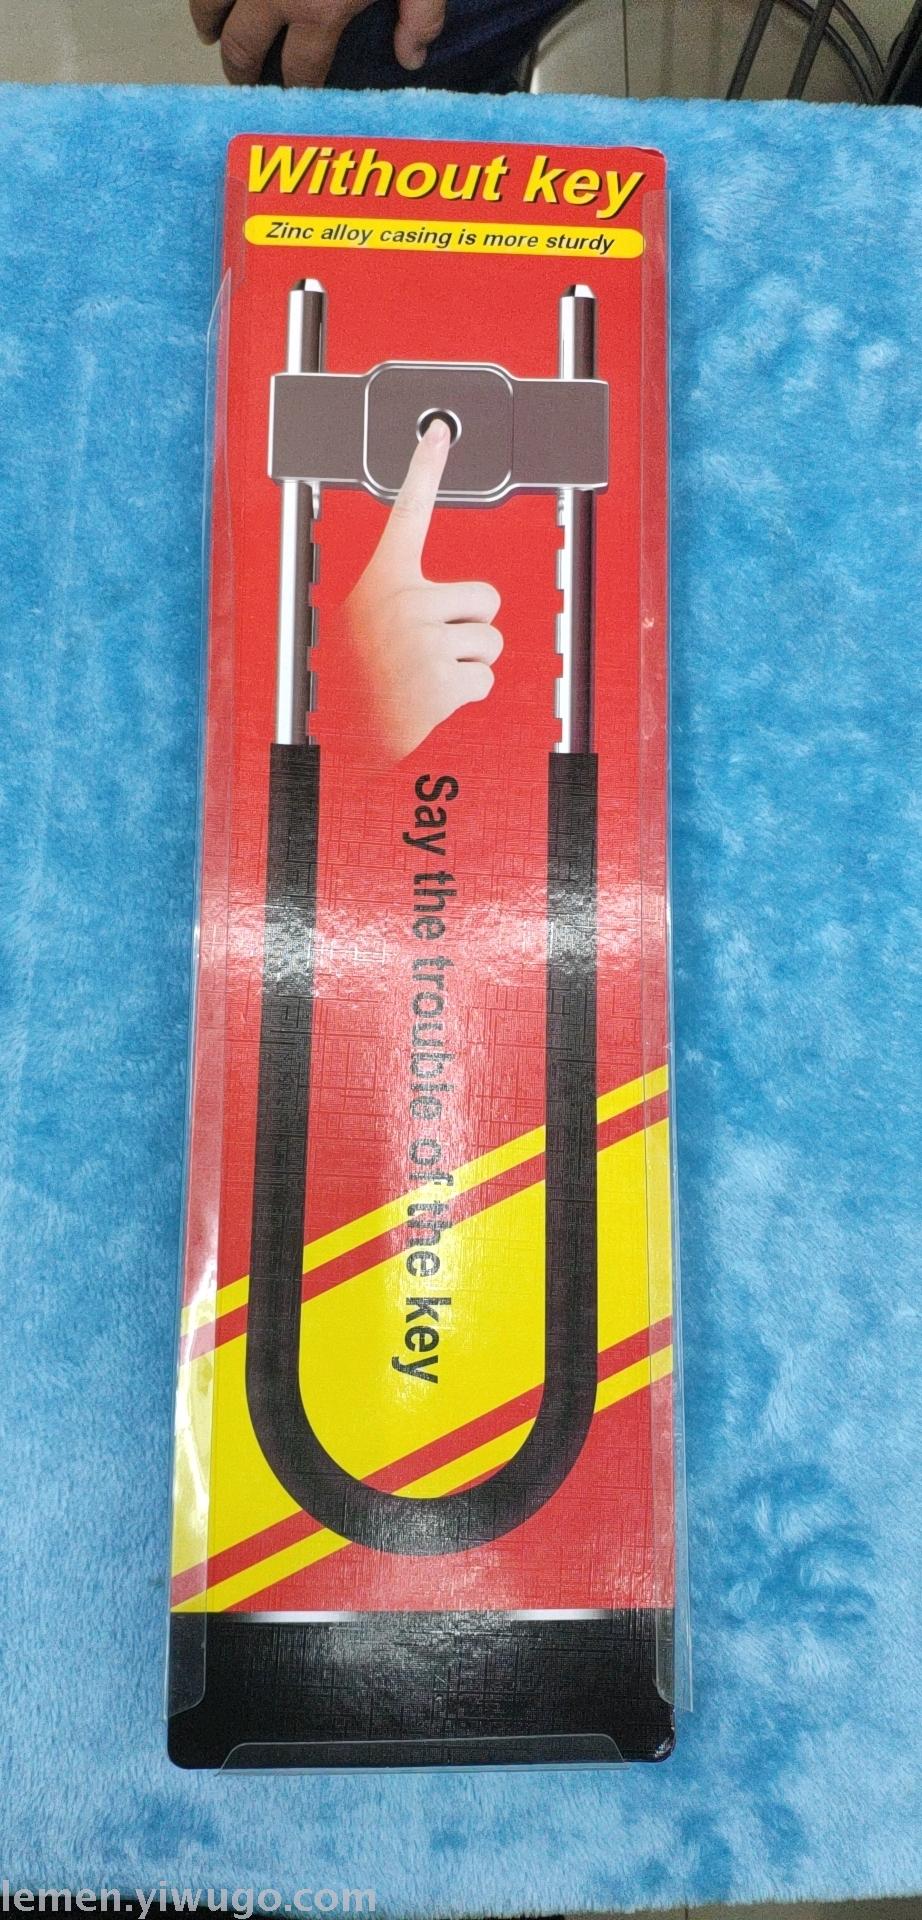 Without key
Zinc alloy casing is more sturdy
Say the trouble of the key
lemen.yiwugo.com